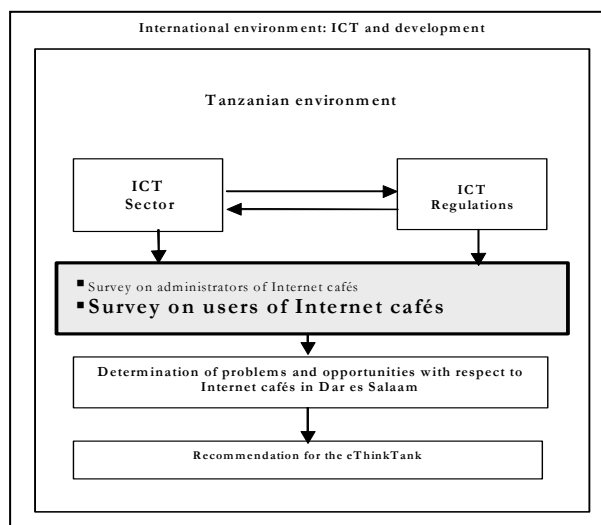 International environment: ICT and development
Tanzanian environment
ICT
Sector
ICT
Regulations
▪ Survey on administrators of Internet cafés
▪ Survey on users of Internet cafés
Determination of problems and opportunities with respect to
Internet cafés in Dar es Salaam
Recommendation for the eThinkTank